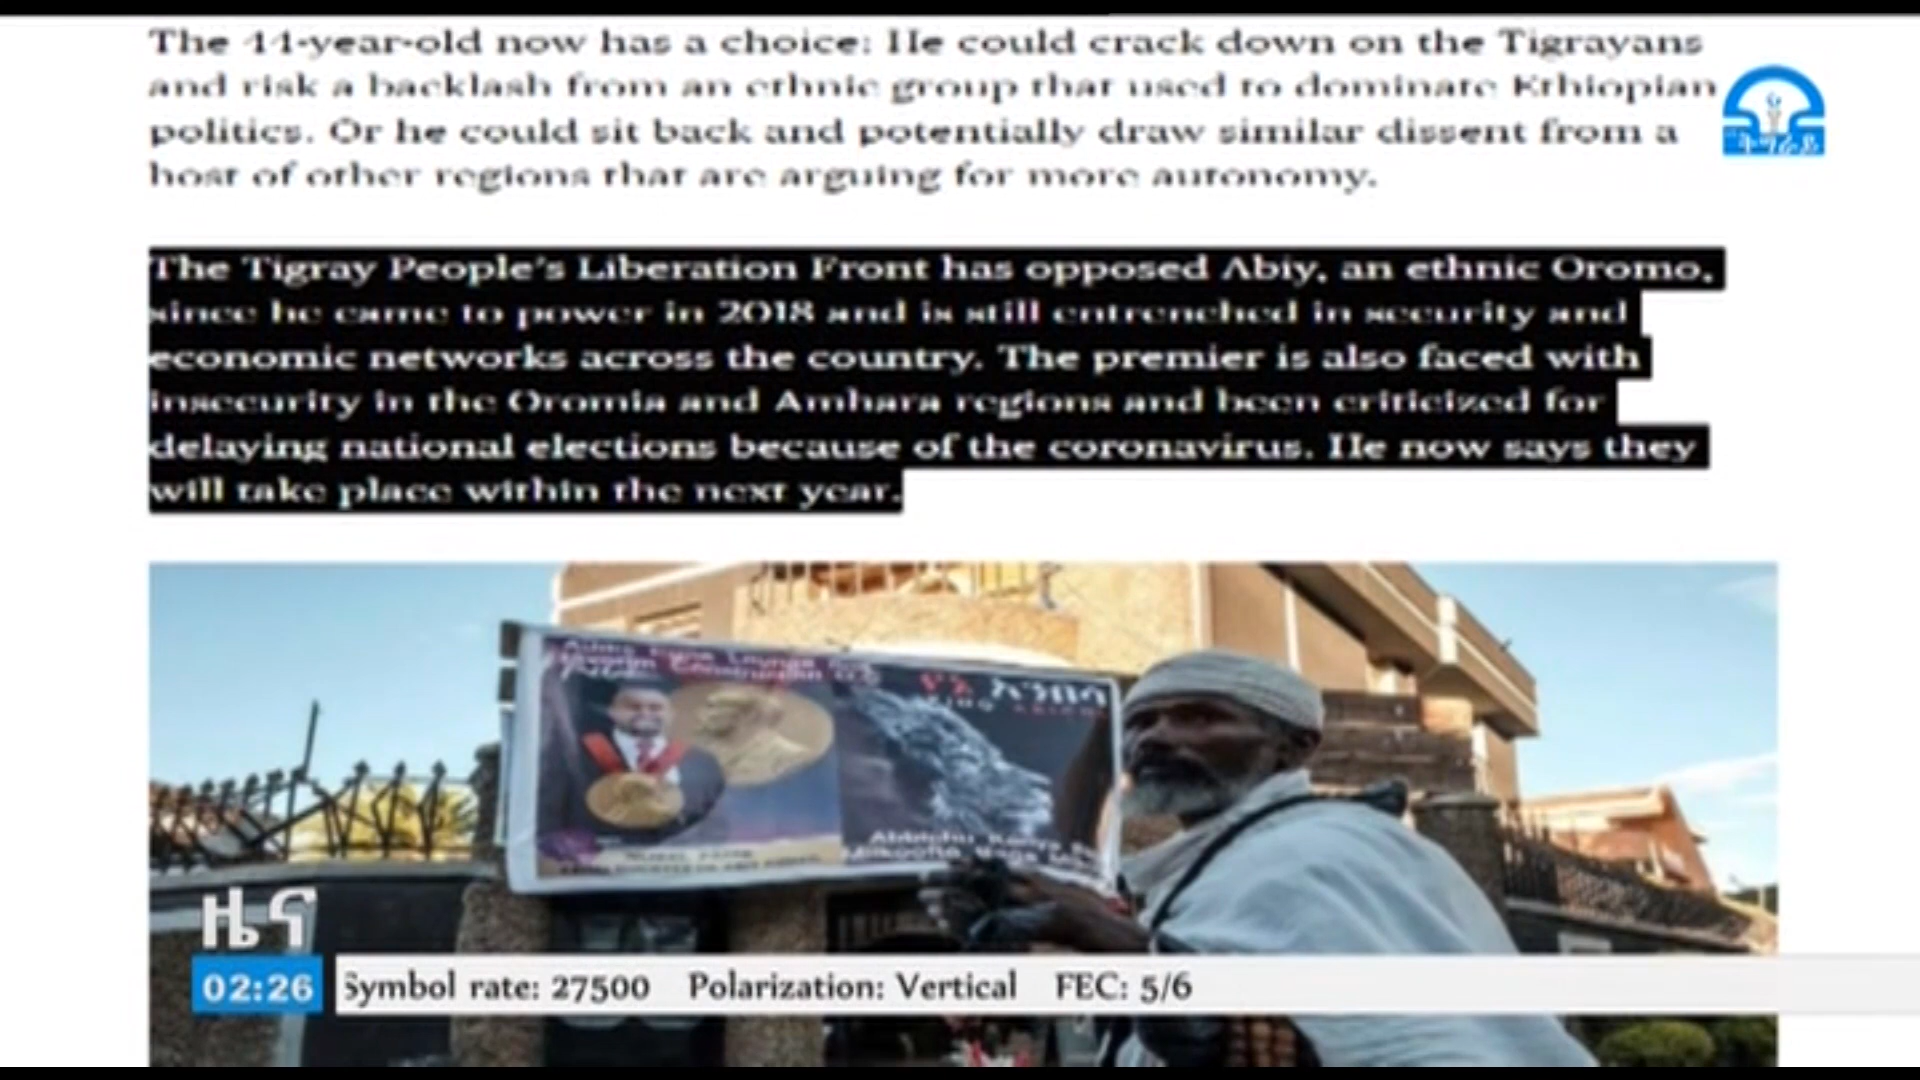 The 44-year-old now has a choice: He could crack down on the Tigrayans
and risk a backlash from an ethnic group that used to dominate Ethiopian
politics. Or he could sit back and potentially draw similar dissent from a
host of other regions that are arguing for more autonomy.
ትግራይ
The Tigray People's Liberation Front has opposed Abiy, an ethnic Oromo,
since he came to power in 2018 and is still entrenched in security and
economic networks across the country. The premier is also faced with
insecurity in the Oromia and Amhara regions and been criticized for
delaying national elections because of the coronavirus. He now says they
will take place within the next year.
የኔ አንበሳ
ዜና
02:26
Symbol rate: 27500 Polarization: Vertical FEC: 5/6